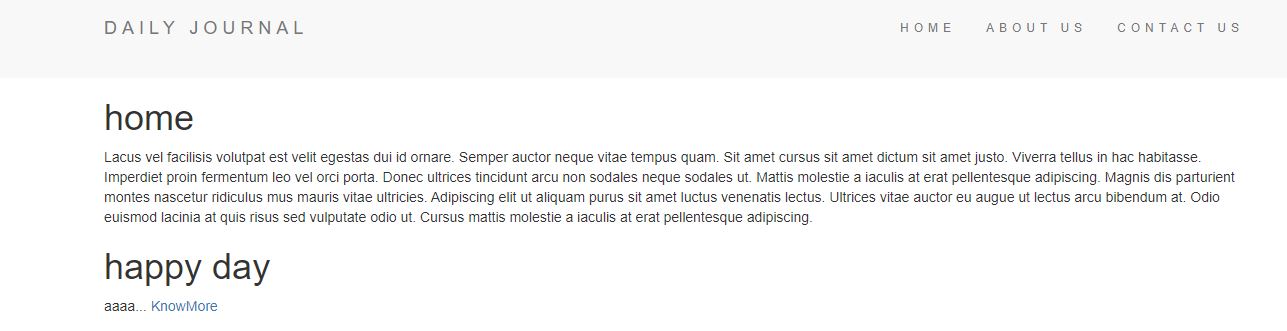 DAILY JOURNAL
HOME ABOUT US CONTACT US
home
Lacus vel facilisis volutpat est velit egestas dui id ornare. Semper auctor neque vitae tempus quam. Sit amet cursus sit amet dictum sit amet justo. Viverra tellus in hac habitasse.
Imperdiet proin fermentum leo vel orci porta. Donec ultrices tincidunt arcu non sodales neque sodales ut. Mattis molestie a iaculis at erat pellentesque adipiscing. Magnis dis parturient
montes nascetur ridiculus mus mauris vitae ultricies. Adipiscing elit ut aliquam purus sit amet luctus venenatis lectus. Ultrices vitae auctor eu augue ut lectus arcu bibendum at. Odio
euismod lacinia at quis risus sed vulputate odio ut. Cursus mattis molestie a iaculis at erat pellentesque adipiscing.
happy day
aaaa... KnowMore